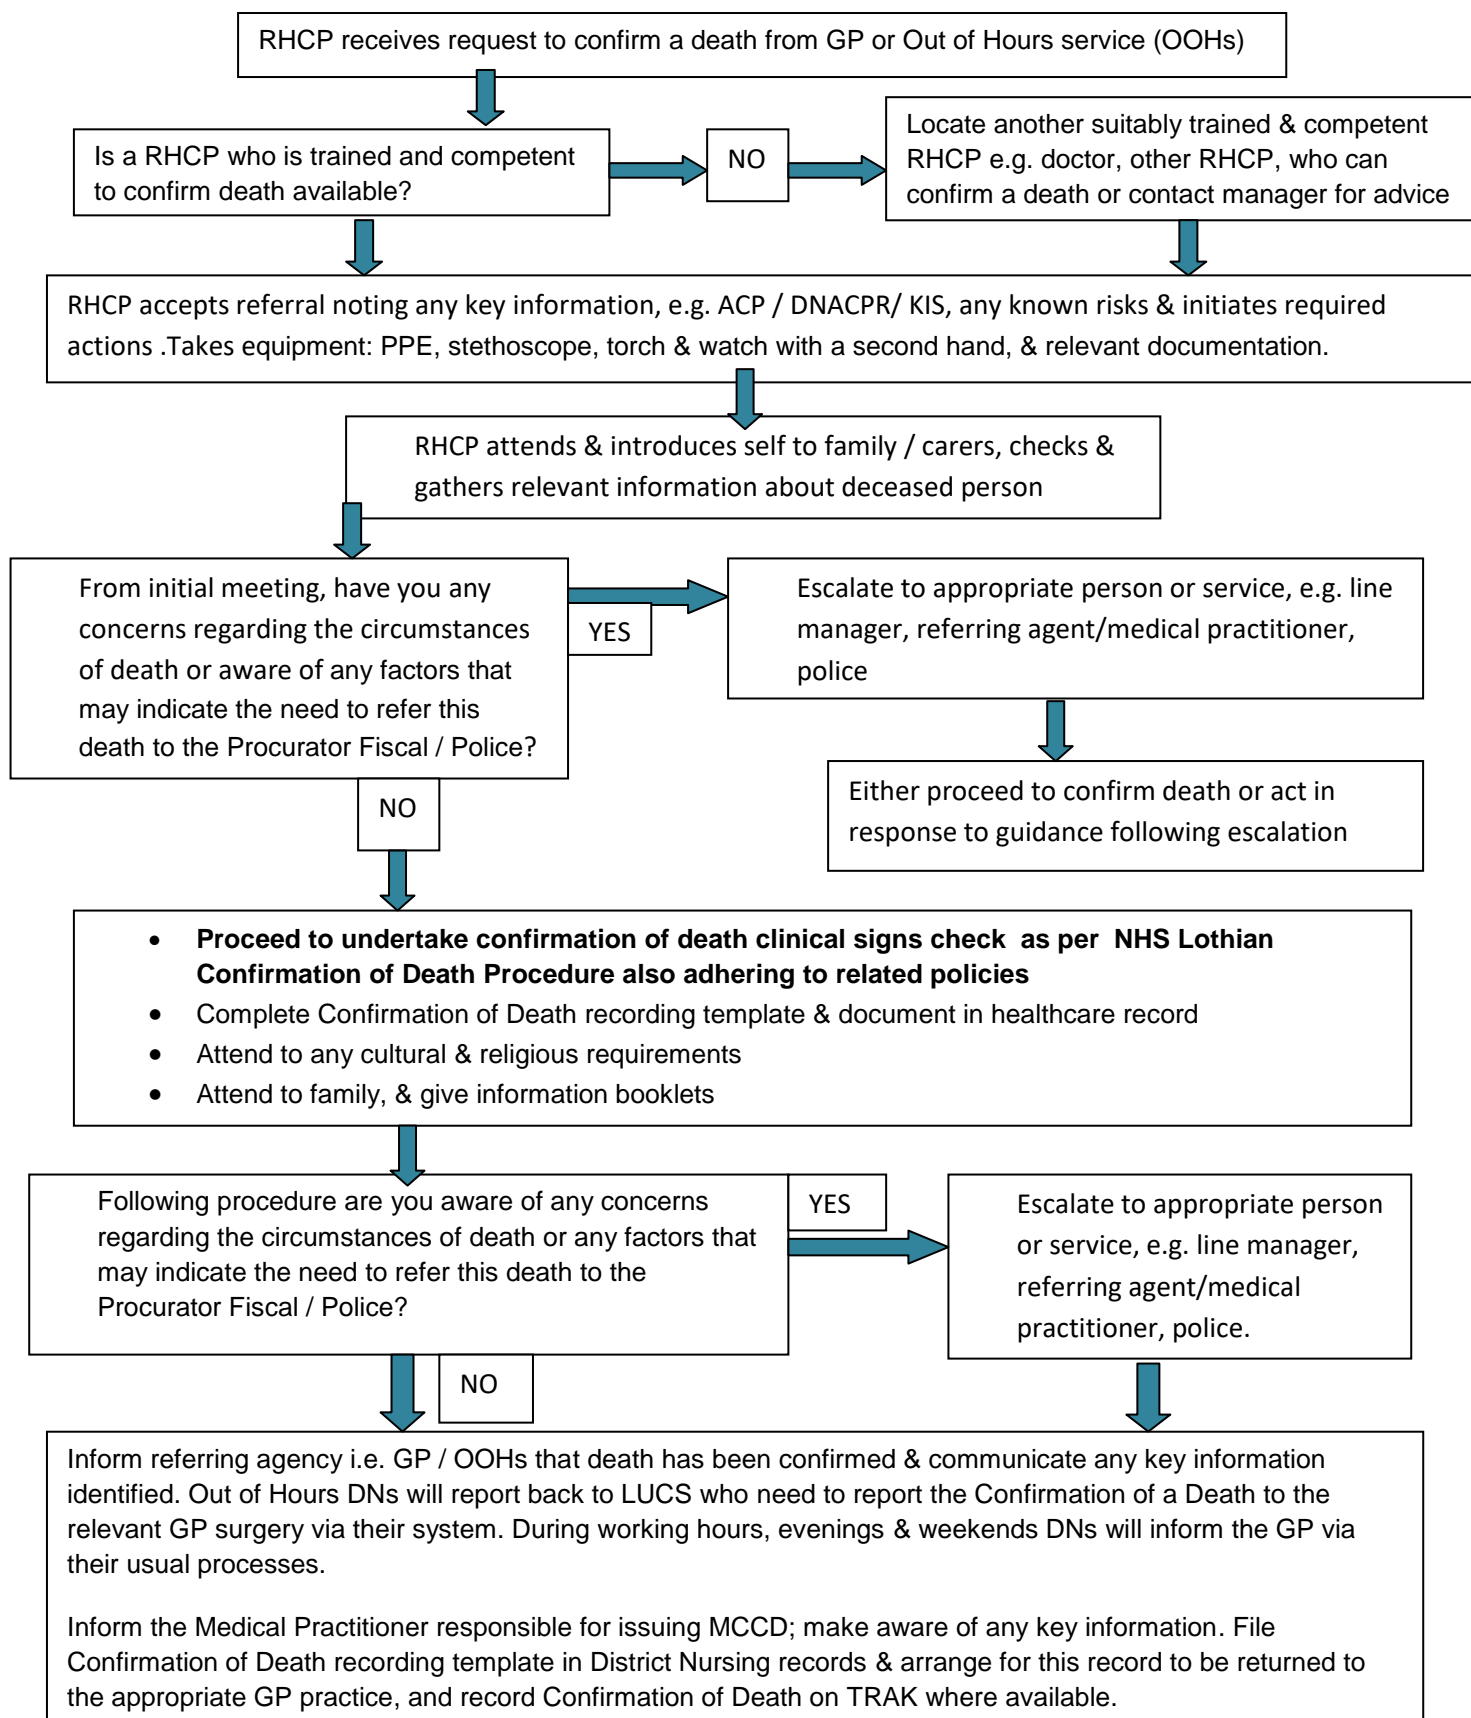 RHCP receives request to confirm a death from GP or Out of Hours service (OOHs)
Is a RHCP who is trained and competent
to confirm death available?
NO
Locate another suitably trained & competent
RHCP e.g. doctor, other RHCP, who can
confirm a death or contact manager for advice
RHCP accepts referral noting any key information, e.g. ACP / DNACPR/ KIS, any known risks & initiates required
actions .Takes equipment: PPE, stethoscope, torch & watch with a second hand, & relevant documentation.
RHCP attends & introduces self to family / carers, checks &
gathers relevant information about deceased person
From initial meeting, have you any
concerns regarding the circumstances
of death or aware of any factors that
may indicate the need to refer this
death to the Procurator Fiscal / Police?
YES
Escalate to appropriate person or service, e.g. line
manager, referring agent/medical practitioner,
police
Either proceed to confirm death or act in
response to guidance following escalation
NO
• Proceed to undertake confirmation of death clinical signs check as per NHS Lothian
Confirmation of Death Procedure also adhering to related policies
• Complete Confirmation of Death recording template & document in healthcare record
• Attend to any cultural & religious requirements
• Attend to family, & give information booklets
Following procedure are you aware of any concerns
regarding the circumstances of death or any factors that
may indicate the need to refer this death to the
Procurator Fiscal / Police?
YES
Escalate to appropriate person
or service, e.g. line manager,
referring agent/medical
practitioner, police.
NO
Inform referring agency i.e. GP / OOHs that death has been confirmed & communicate any key information
identified. Out of Hours DNs will report back to LUCS who need to report the Confirmation of a Death to the
relevant GP surgery via their system. During working hours, evenings & weekends DNs will inform the GP via
their usual processes.
Inform the Medical Practitioner responsible for issuing MCCD; make aware of any key information. File
Confirmation of Death recording template in District Nursing records & arrange for this record to be returned to
the appropriate GP practice, and record Confirmation of Death on TRAK where available.